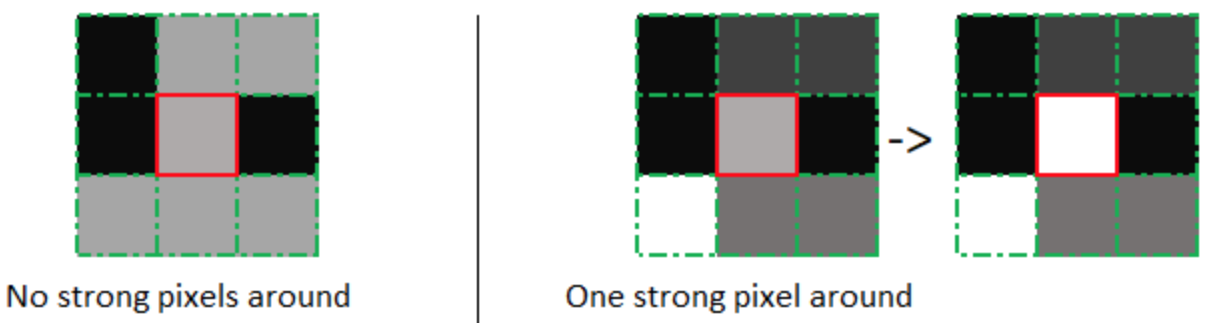 ->
No strong pixels around
One strong pixel around